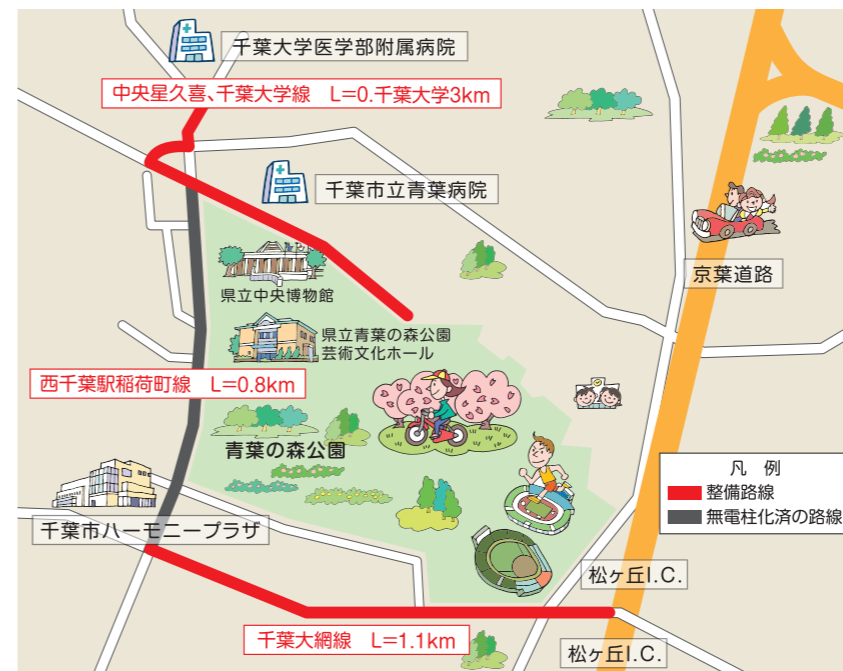 千葉大学医学部附属病院
中央星久喜、千葉大学線　L=0.千葉大学3km
千葉市立青葉病院
京葉道路
県立中央博物館
県立青葉の森公園
芸術文化ホール
西千葉駅稲荷町線　L=0.8km
青葉の森公園
凡　例
整備路線
無電柱化済の路線
千葉市ハーモニープラザ
松ヶ丘I.C.
千葉大網線　L=1.1km
松ヶ丘I.C.